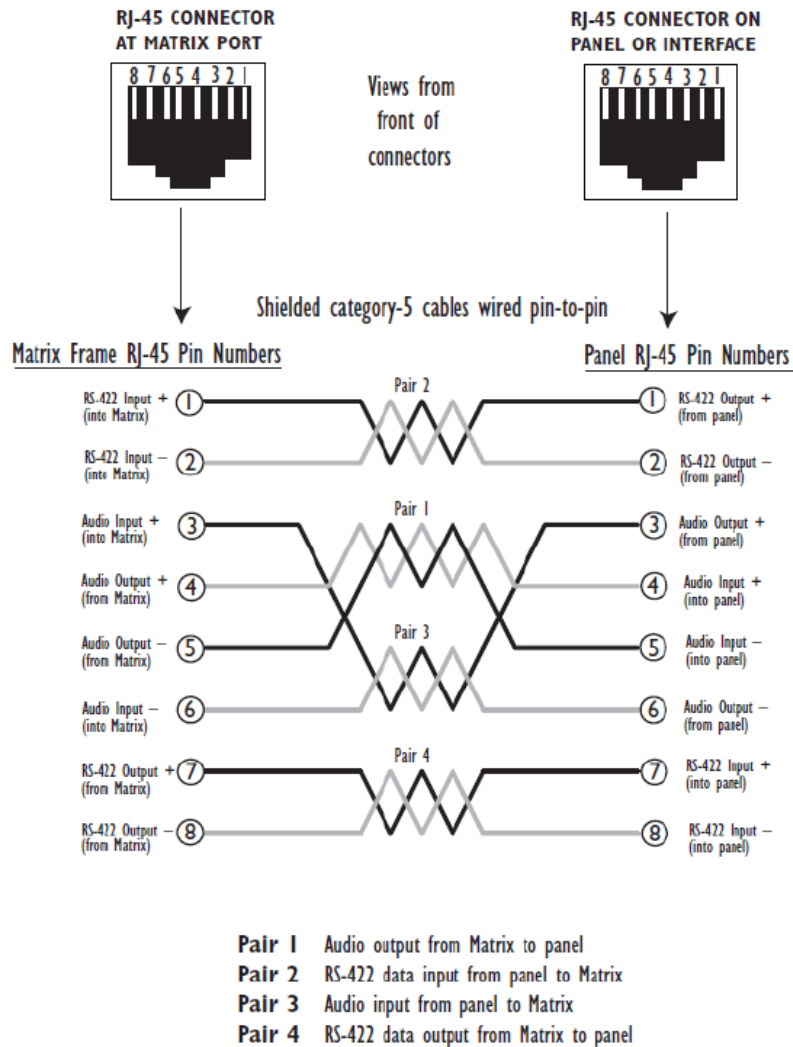 RJ-45 CONNECTOR
AT MATRIX PORT
8 7 6 5 4 3 2 1
Views from
front of
connectors
RJ-45 CONNECTOR ON
PANEL OR INTERFACE
8 7 6 5 4 3 2 1
Shielded category-5 cables wired pin-to-pin
Matrix Frame RJ-45 Pin Numbers
Panel RJ-45 Pin Numbers
RS-422 Input +
(into Matrix)
1
Pair 2
1
RS-422 Output +
(from panel)
RS-422 Input –
(into Matrix)
2
2
RS-422 Output –
(from panel)
Audio Input +
(into Matrix)
3
Pair 1
3
Audio Output +
(from panel)
Audio Output +
(from Matrix)
4
4
Audio Input +
(into panel)
Audio Output –
(from Matrix)
5
Pair 3
5
Audio Input –
(into panel)
Audio Input –
(into Matrix)
6
6
Audio Output –
(from panel)
RS-422 Output +
(from Matrix)
7
Pair 4
7
RS-422 Input +
(into panel)
RS-422 Output –
(from Matrix)
8
8
RS-422 Input –
(into panel)
Pair 1 Audio output from Matrix to panel
Pair 2 RS-422 data input from panel to Matrix
Pair 3 Audio input from panel to Matrix
Pair 4 RS-422 data output from Matrix to panel